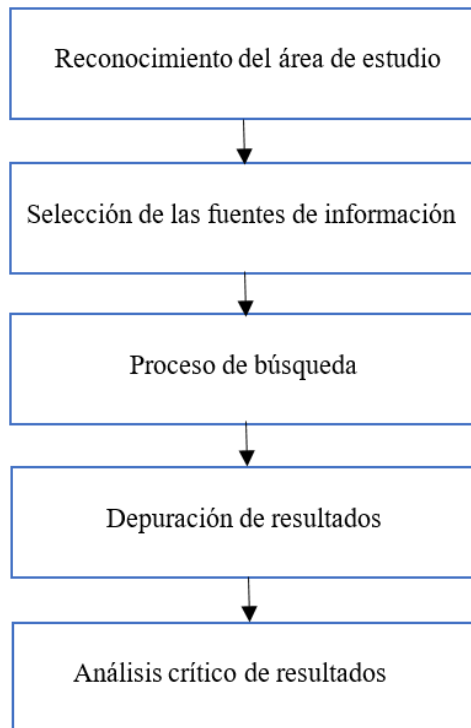 Reconocimiento del área de estudio
Selección de las fuentes de información
Proceso de búsqueda
Depuración de resultados
Análisis crítico de resultados